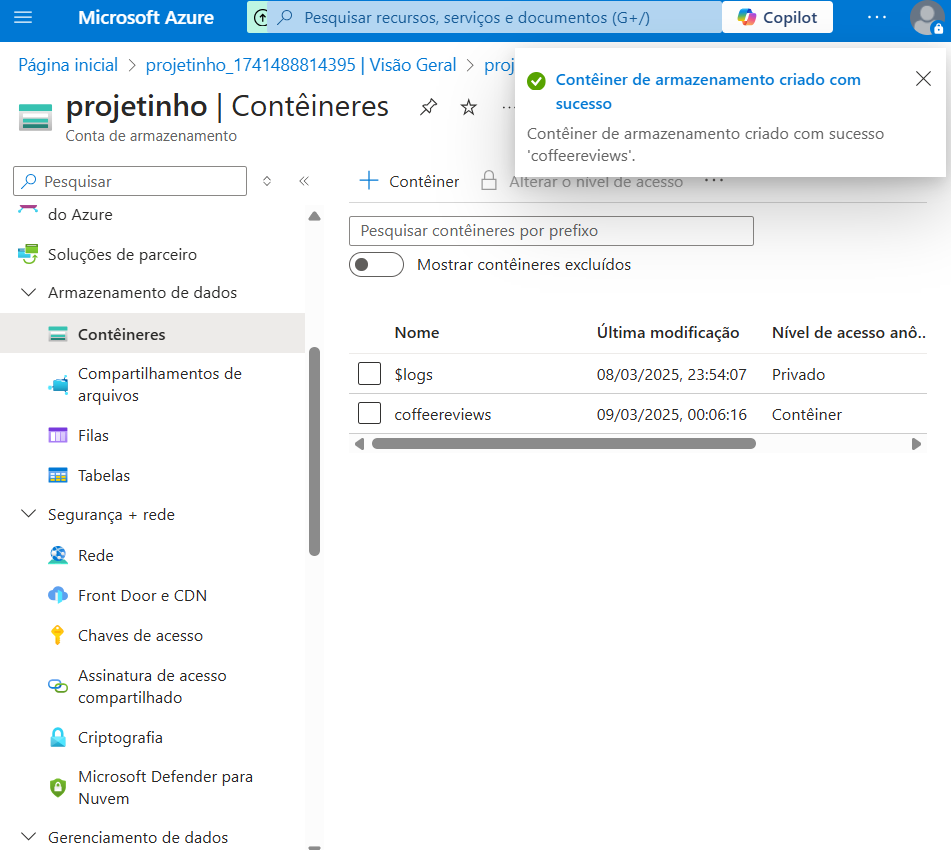 Microsoft Azure
Pesquisar recursos, serviços e documentos (G+/)
Copilot
Página inicial > projetinho_1741488814395 | Visão Geral > proj
projetinho | Contêineres
Conta de armazenamento
Contêiner de armazenamento criado com
sucesso
Contêiner de armazenamento criado com sucesso
'coffeereviews'.
Pesquisar
do Azure
Soluções de parceiro
Armazenamento de dados
Contêineres
Compartilhamentos de
arquivos
Filas
Tabelas
Segurança + rede
Rede
Front Door e CDN
Chaves de acesso
Assinatura de acesso
compartilhado
Criptografia
Microsoft Defender para
Nuvem
Gerenciamento de dados
Contêiner
Alterar o nível de acesso
Pesquisar contêineres por prefixo
Mostrar contêineres excluídos
Nome Última modificação Nível de acesso anô..
$logs 08/03/2025, 23:54:07 Privado
coffeereviews 09/03/2025, 00:06:16 Contêiner